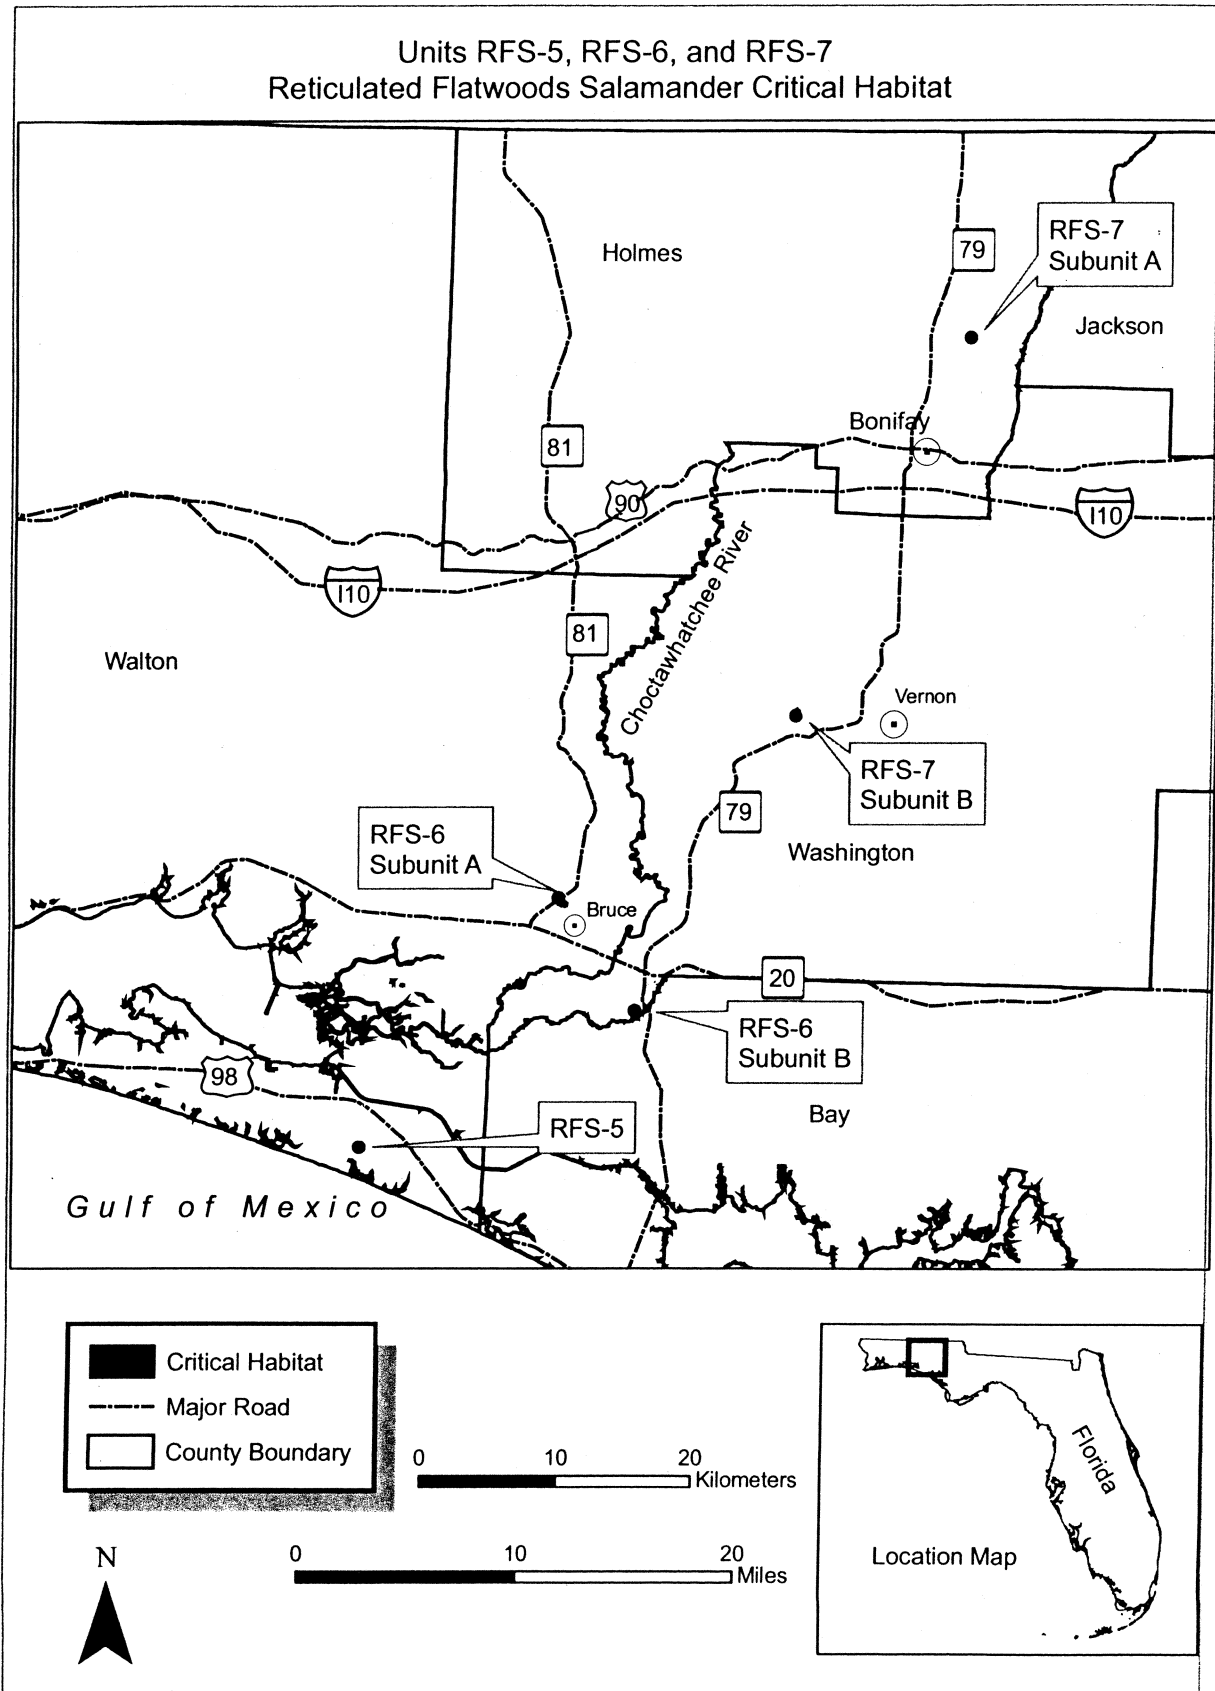 Units RFS-5, RFS-6, and RFS-7
Reticulated Flatwoods Salamander Critical Habitat
Holmes
79
RFS-7
Subunit A
Jackson
Bonifay
81
90
I10
I10
Choctawhatchee River
81
Walton
Vernon
RFS-7
Subunit B
79
RFS-6
Subunit A
Washington
Bruce
20
RFS-6
Subunit B
98
Bay
RFS-5
Gulf of Mexico
Critical Habitat
Major Road
County Boundary
0 10 20
Kilometers
N
0 10 20
Miles
Florida
Location Map